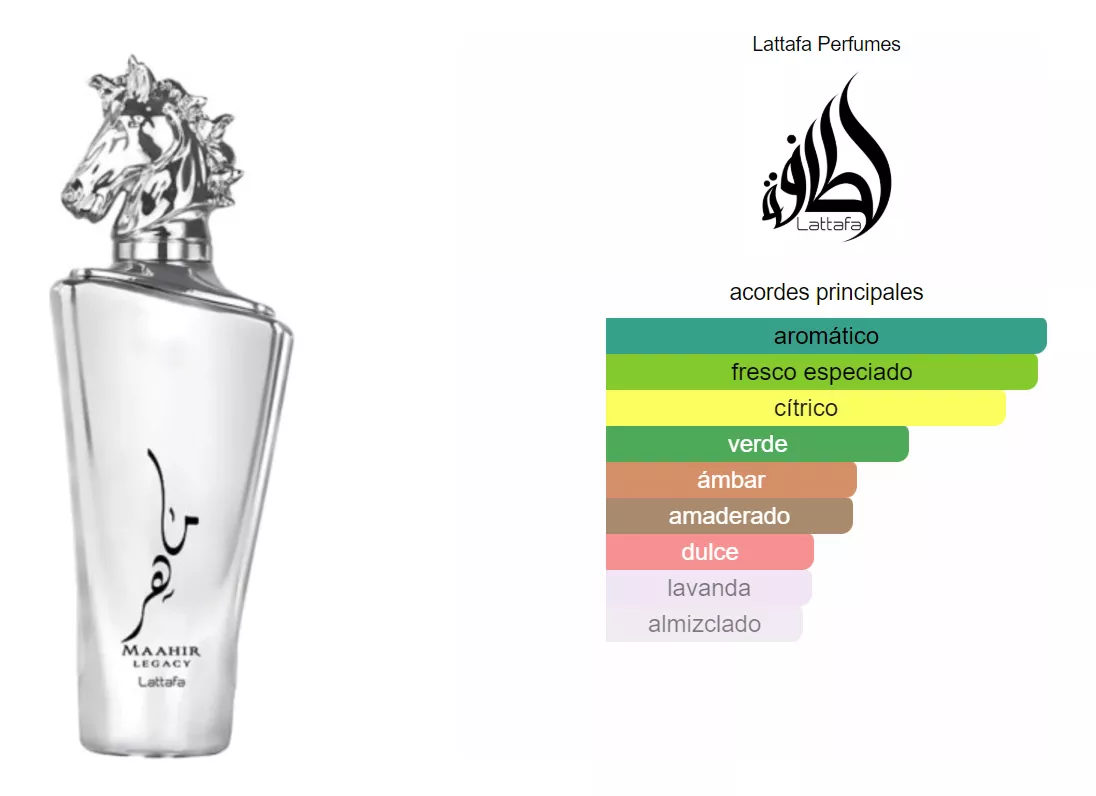 ماهر
MAAHIR
LEGACY
Lattafa
Lattafa Perfumes
لطافة
Lattafa
acordes principales
aromático
fresco especiado
cítrico
verde
ámbar
amaderado
dulce
lavanda
almizclado